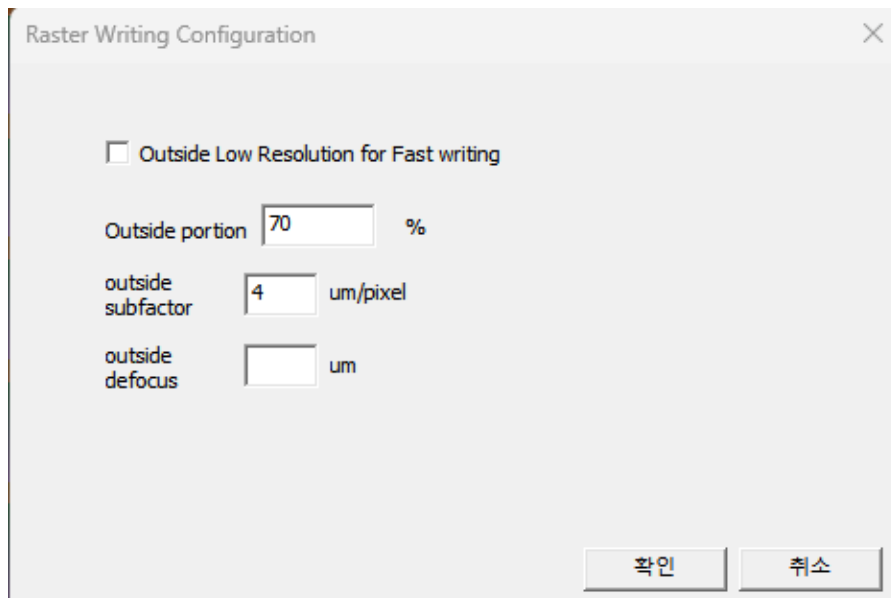 Raster Writing Configuration
Outside Low Resolution for Fast writing
Outside portion 70 %
outside
subfactor 4 um/pixel
outside
defocus um
확인 취소